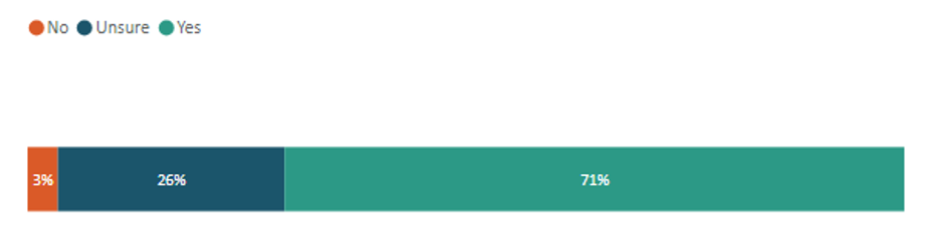 No Unsure Yes
3% 26% 71%